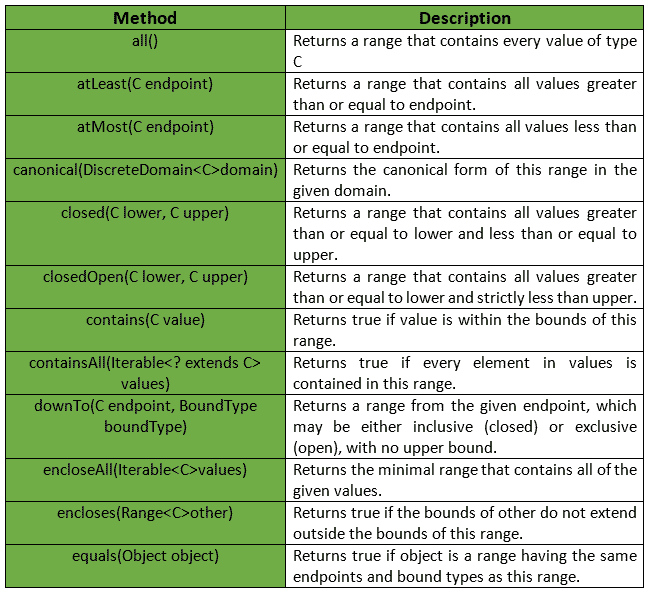 Method Description
all() Returns a range that contains every value of type
C
atLeast(C endpoint) Returns a range that contains all values greater
than or equal to endpoint.
atMost(C endpoint) Returns a range that contains all values less than
or equal to endpoint.
canonical(DiscreteDomain<C>domain) Returns the canonical form of this range in the
given domain.
closed(C lower, C upper) Returns a range that contains all values greater
than or equal to lower and less than or equal to
upper.
closedOpen(C lower, C upper) Returns a range that contains all values greater
than or equal to lower and strictly less than upper.
contains(C value) Returns true if value is within the bounds of this
range.
containsAll(Iterable<? extends C> Returns true if every element in values is
values) contained in this range.
downTo(C endpoint, BoundType Returns a range from the given endpoint, which
boundType) may be either inclusive (closed) or exclusive
(open), with no upper bound.
encloseAll(Iterable<C>values) Returns the minimal range that contains all of the
given values.
encloses(Range<C>other) Returns true if the bounds of other do not extend
outside the bounds of this range.
equals(Object object) Returns true if object is a range having the same
endpoints and bound types as this range.